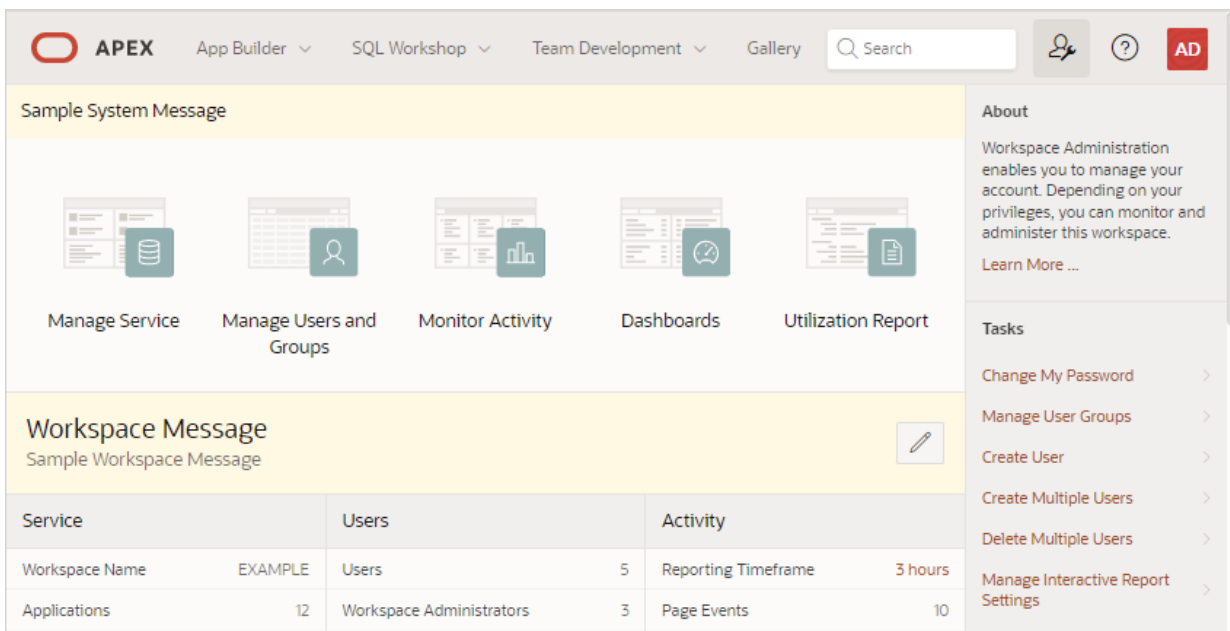 APEX App Builder SQL Workshop Team Development Gallery Search AD
Sample System Message
Manage Service
Manage Users and
Groups
Monitor Activity
Dashboards
Utilization Report
Workspace Message
Sample Workspace Message
Service Users Activity
Workspace Name EXAMPLE Users 5 Reporting Timeframe 3 hours
Applications 12 Workspace Administrators 3 Page Events 10
About
Workspace Administration
enables you to manage your
account. Depending on your
privileges, you can monitor and
administer this workspace.
Learn More ...
Tasks
Change My Password
Manage User Groups
Create User
Create Multiple Users
Delete Multiple Users
Manage Interactive Report
Settings